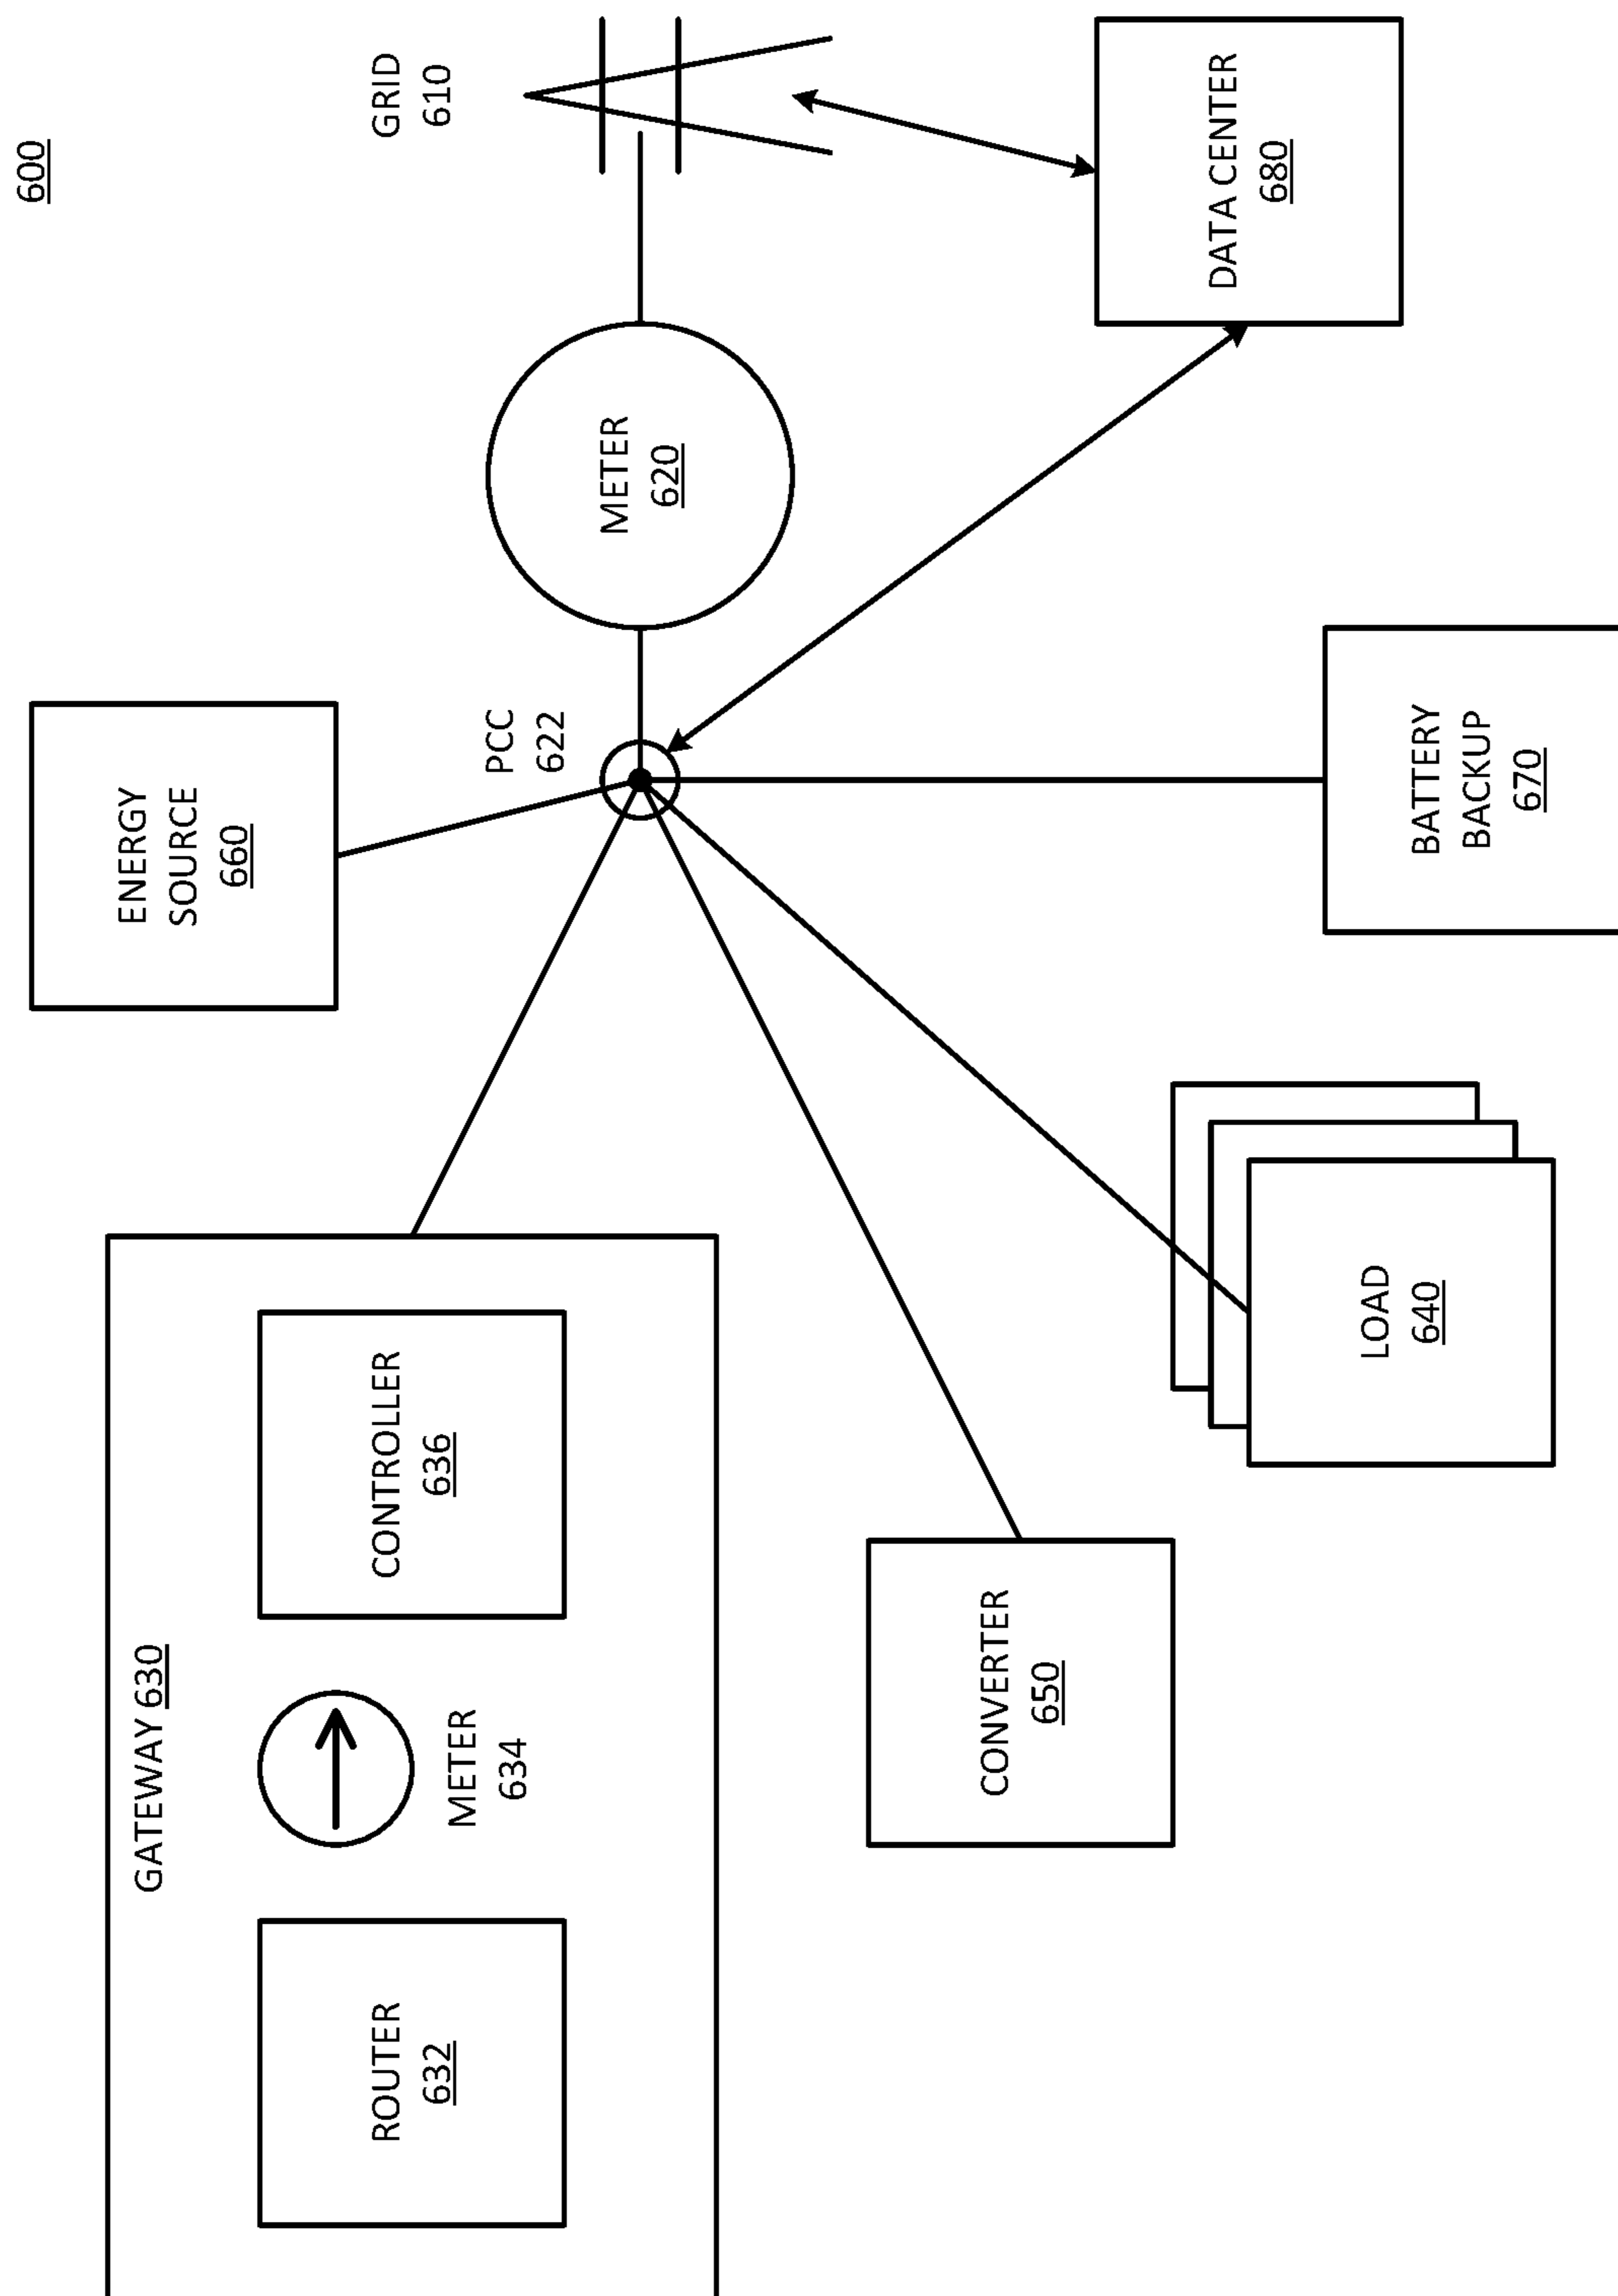 600
GATEWAY 630
ROUTER
632
METER
634
CONTROLLER
636
ENERGY
SOURCE
660
PCC
622
METER
620
GRID
610
CONVERTER
650
LOAD
640
BATTERY
BACKUP
670
DATA CENTER
680